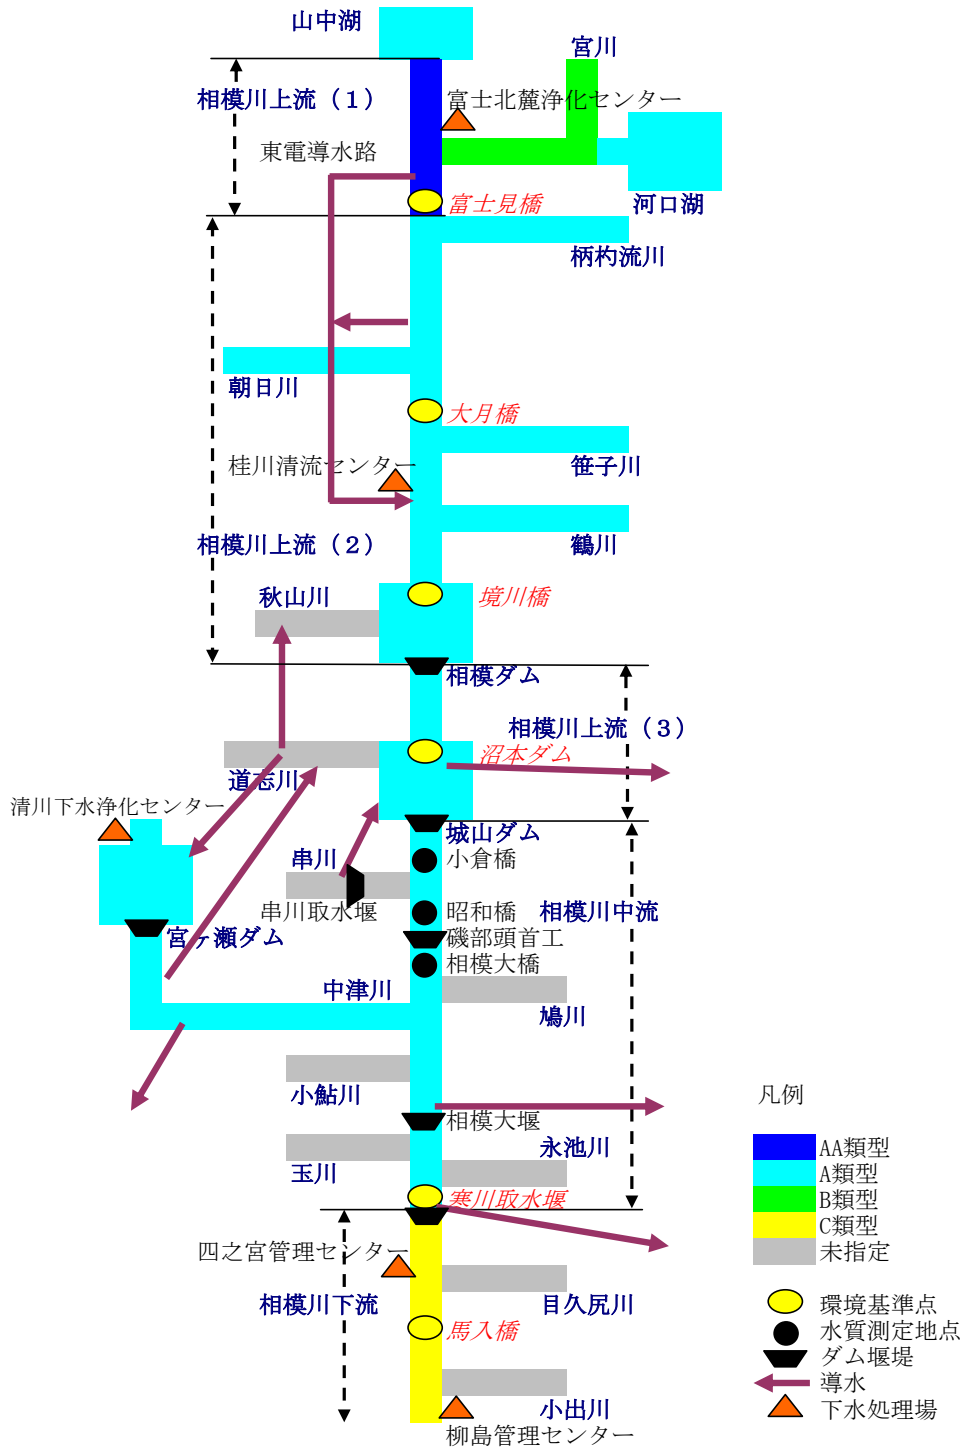 山中湖
宮川
相模川上流（１）
富士北麓浄化センター
東電導水路
富士見橋
河口湖
柄杓流川
朝日川
大月橋
桂川清流センター
笹子川
相模川上流（２）
鶴川
秋山川
境川橋
相模ダム
相模川上流（３）
沼本ダム
道志川
清川下水浄化センター
城山ダム
串川
小倉橋
串川取水堰
昭和橋
相模川中流
宮ヶ瀬ダム
磯部頭首工
相模大橋
中津川
鳩川
小鮎川
凡例
相模大堰
永池川
玉川
AA類型
A類型
B類型
C類型
未指定
寒川取水堰
四之宮管理センター
相模川下流
目久尻川
馬入橋
小出川
柳島管理センター
環境基準点
水質測定地点
ダム堰堤
導水
下水処理場